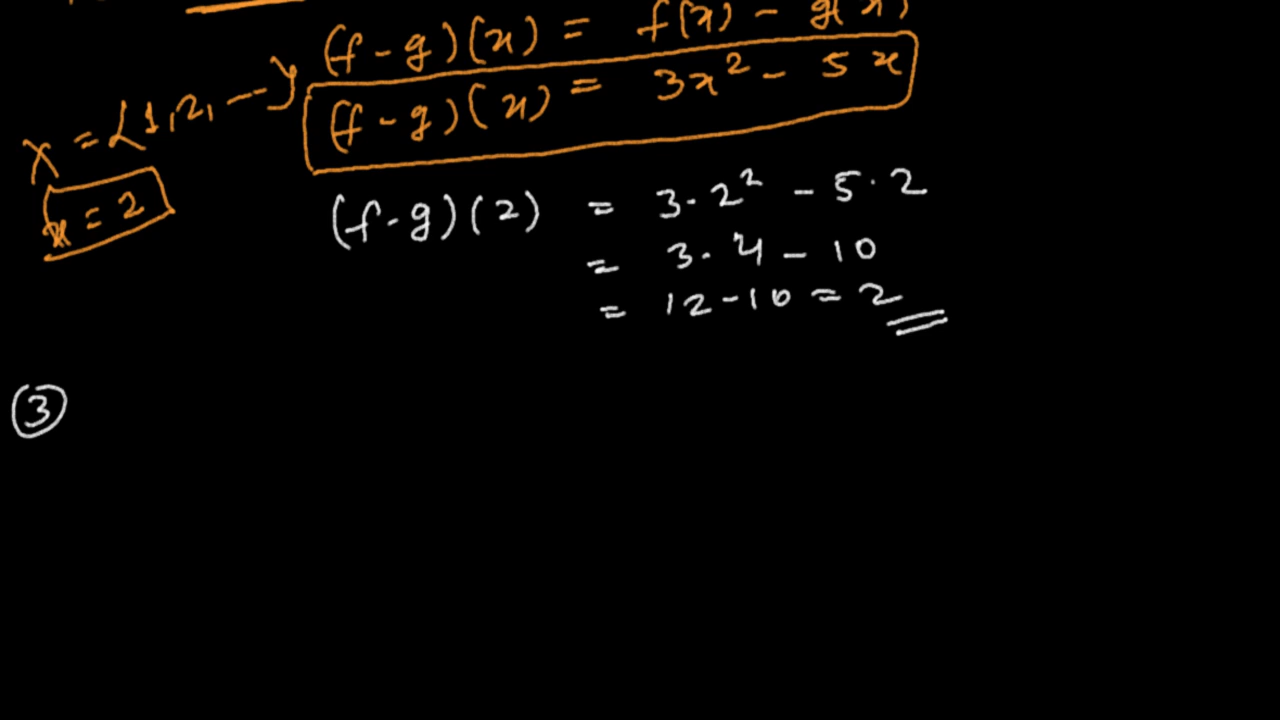 (f-g)(x) = f(x) - g(x)
X = {1,2, --}
(f-g)(x) = 3x² - 5x
x = 2
(f-g)(2) = 3·2² - 5·2
= 3·4 - 10
= 12-10 = 2
③